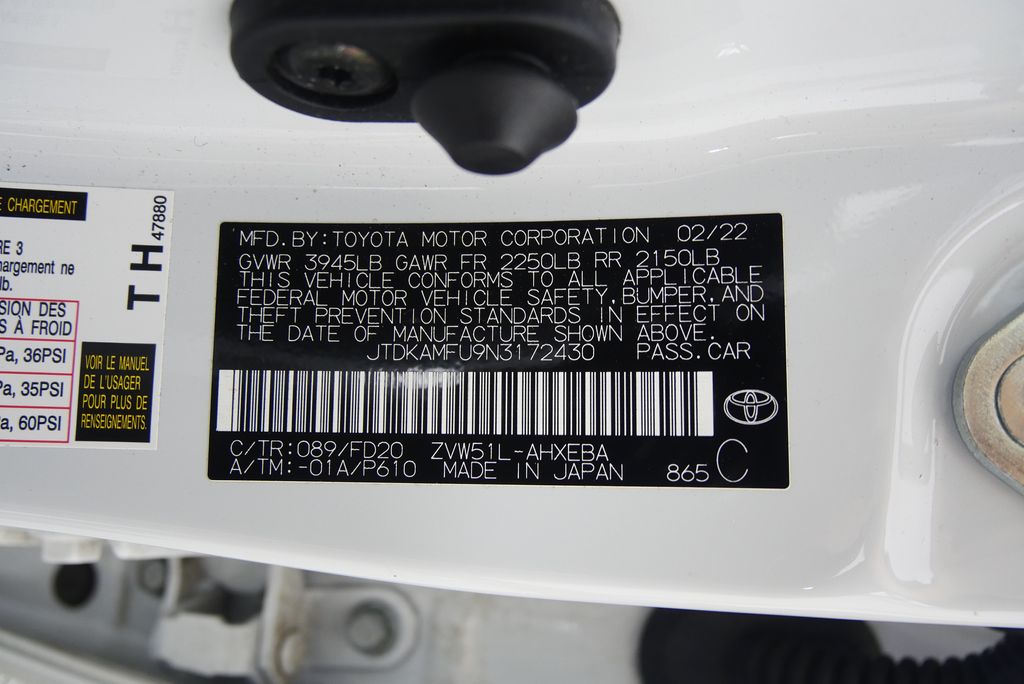 E CHARGEMENT
RE 3
hargement ne
lb.
TH 47880
SION DES
S À FROID
Pa, 36PSI
a, 35PSI
a, 60PSI
VOIR LE MANUEL
DE L'USAGER
POUR PLUS DE
RENSEIGNEMENTS.
MFD. BY: TOYOTA MOTOR CORPORATION 02/22
GVWR 3945LB GAWR FR 2250LB RR 2150LB
THIS VEHICLE CONFORMS TO ALL APPLICABLE
FEDERAL MOTOR VEHICLE SAFETY, BUMPER, AND
THEFT PREVENTION STANDARDS IN EFFECT ON
THE DATE OF MANUFACTURE SHOWN ABOVE.
JTDKAMFU9N3172430 PASS. CAR
C/TR: 089/FD20 ZVW51L-AHXEBA
A/TM: -01A/P610 MADE IN JAPAN 865 C